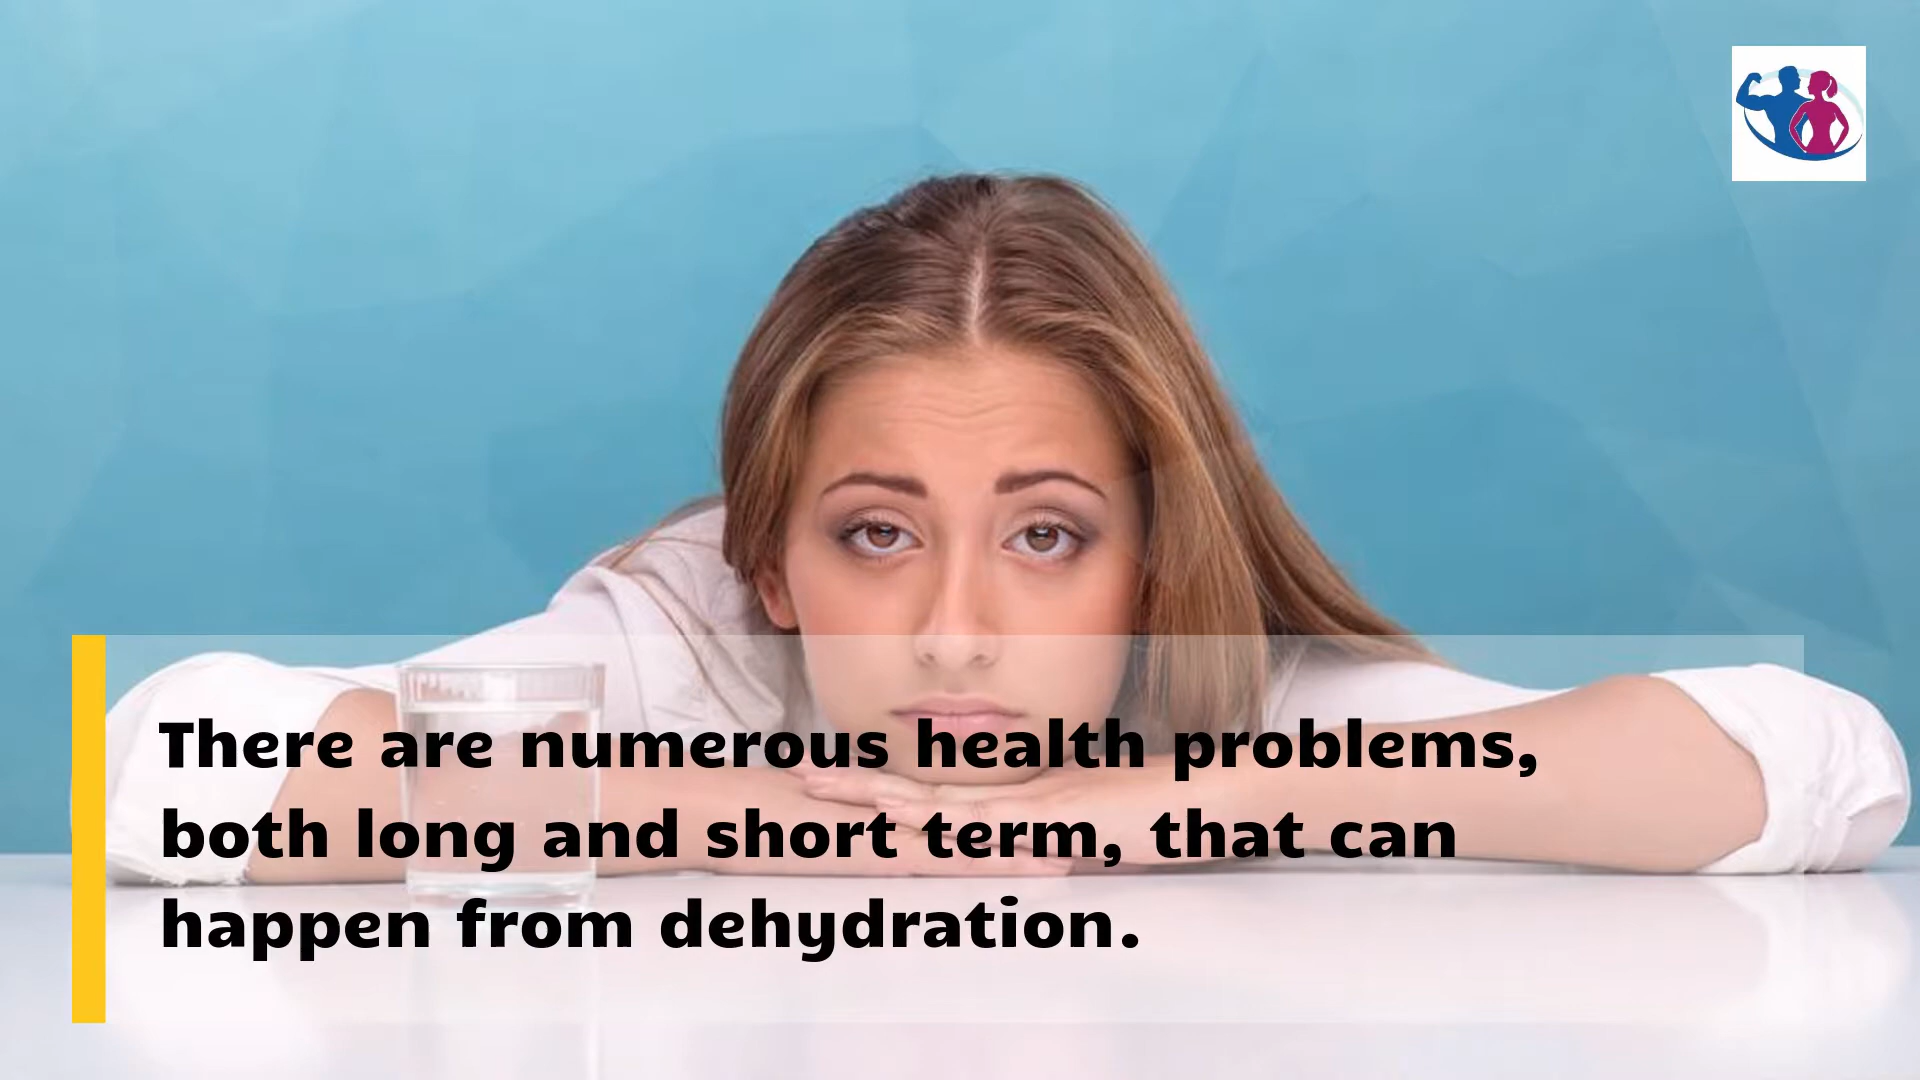 There are numerous health problems,
both long and short term, that can
happen from dehydration.